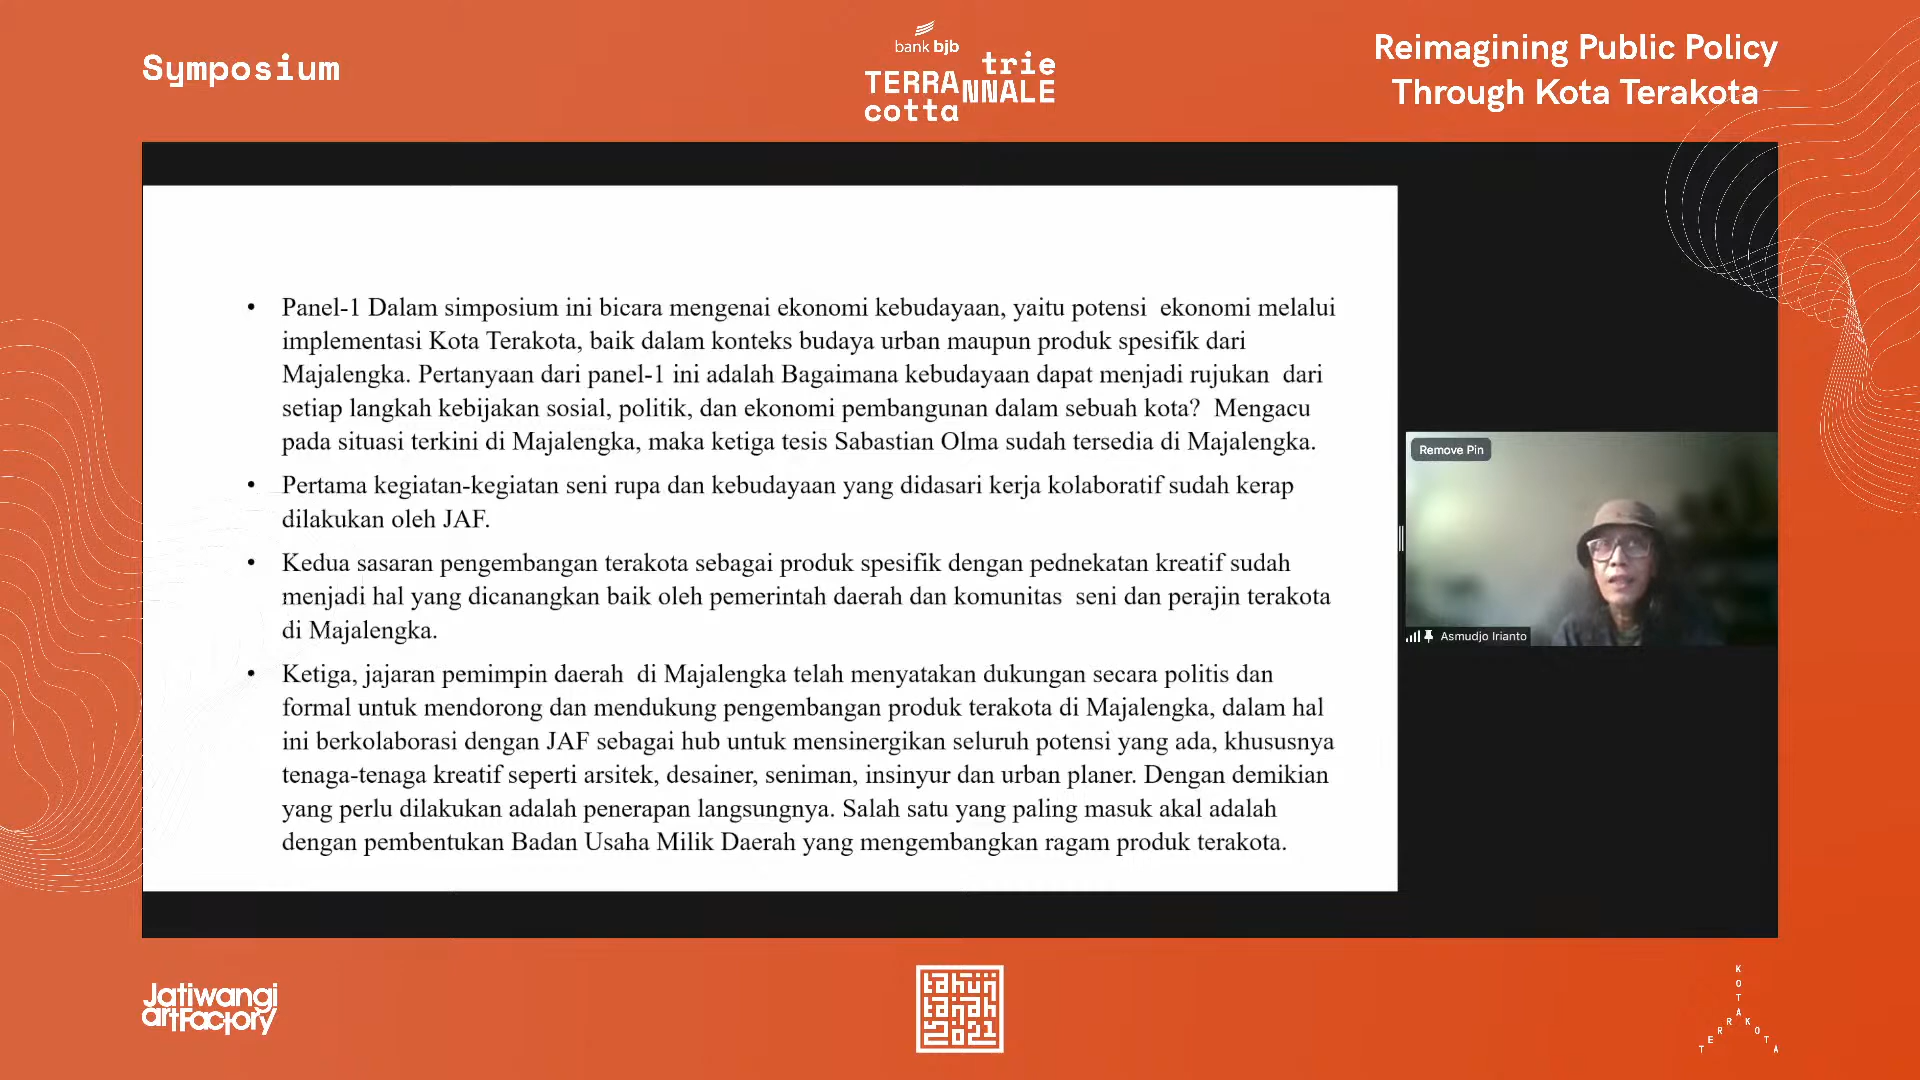 Symposium
bank bjb
trie
TERRA NNALE
cotta
Reimagining Public Policy
Through Kota Terakota
• Panel-1 Dalam simposium ini bicara mengenai ekonomi kebudayaan, yaitu potensi  ekonomi melalui
implementasi Kota Terakota, baik dalam konteks budaya urban maupun produk spesifik dari
Majalengka. Pertanyaan dari panel-1 ini adalah Bagaimana kebudayaan dapat menjadi rujukan  dari
setiap langkah kebijakan sosial, politik, dan ekonomi pembangunan dalam sebuah kota?  Mengacu
pada situasi terkini di Majalengka, maka ketiga tesis Sabastian Olma sudah tersedia di Majalengka.
• Pertama kegiatan-kegiatan seni rupa dan kebudayaan yang didasari kerja kolaboratif sudah kerap
dilakukan oleh JAF.
• Kedua sasaran pengembangan terakota sebagai produk spesifik dengan pednekatan kreatif sudah
menjadi hal yang dicanangkan baik oleh pemerintah daerah dan komunitas  seni dan perajin terakota
di Majalengka.
• Ketiga, jajaran pemimpin daerah  di Majalengka telah menyatakan dukungan secara politis dan
formal untuk mendorong dan mendukung pengembangan produk terakota di Majalengka, dalam hal
ini berkolaborasi dengan JAF sebagai hub untuk mensinergikan seluruh potensi yang ada, khususnya
tenaga-tenaga kreatif seperti arsitek, desainer, seniman, insinyur dan urban planer. Dengan demikian
yang perlu dilakukan adalah penerapan langsungnya. Salah satu yang paling masuk akal adalah
dengan pembentukan Badan Usaha Milik Daerah yang mengembangkan ragam produk terakota.
Remove Pin
Asmudjo Irianto
Jatiwangi
artFactory
tahun
tanah
2021
KOTA
TERRA KOTA